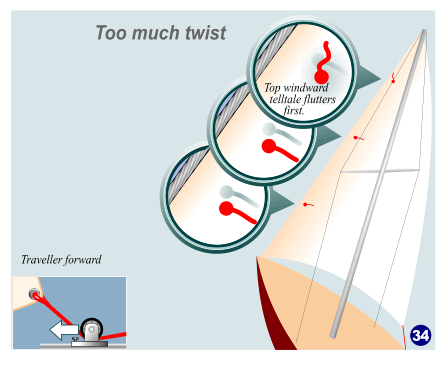 Too much twist
Top windward
telltale flutters
first.
Traveller forward
34